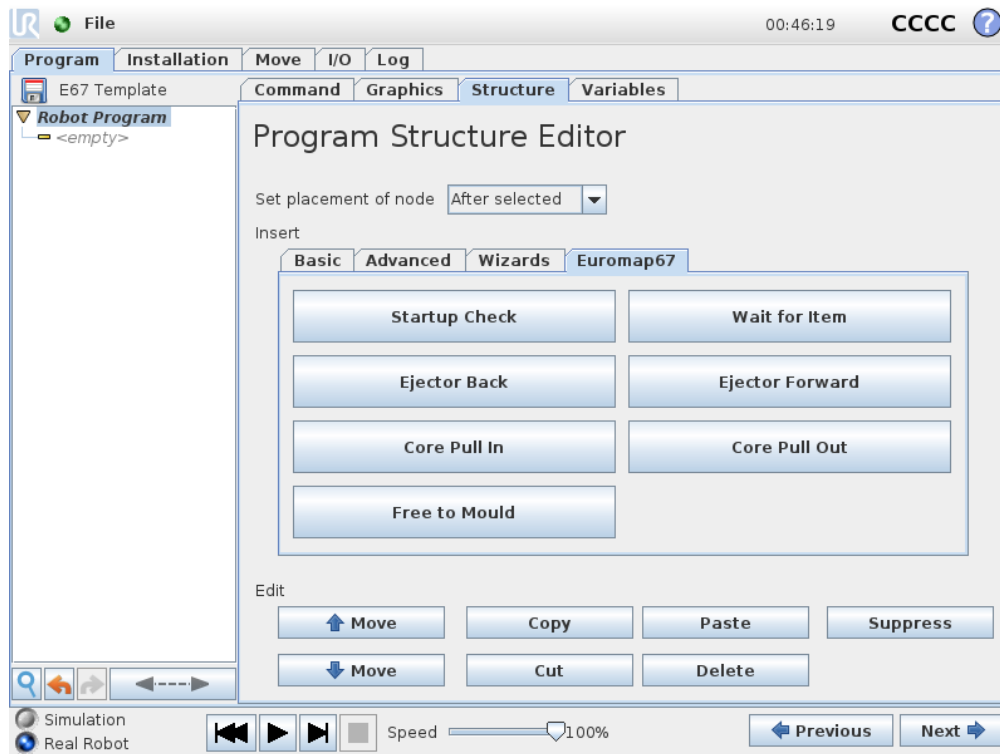 UR File 00:46:19 CCCC ?
Program Installation Move I/O Log
E67 Template Command Graphics Structure Variables
Robot Program
<empty>
Program Structure Editor
Set placement of node After selected
Insert
Basic Advanced Wizards Euromap67
Startup Check Wait for Item
Ejector Back Ejector Forward
Core Pull In Core Pull Out
Free to Mould
Edit
Move Copy Paste Suppress
Move Cut Delete
Simulation
Real Robot
Speed 100% Previous Next